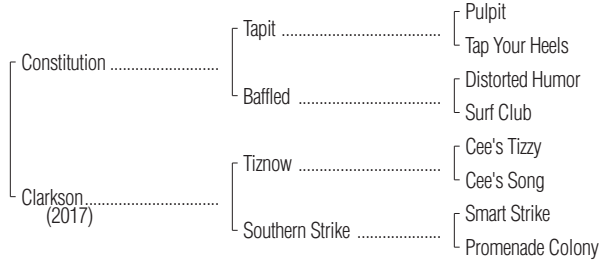 Pulpit
Tapit ..............................
Tap Your Heels
Constitution .....................
Distorted Humor
Baffled ...........................
Surf Club
Cee's Tizzy
Tiznow ...........................
Cee's Song
Clarkson..........................
(2017)
Smart Strike
Southern Strike ................
Promenade Colony